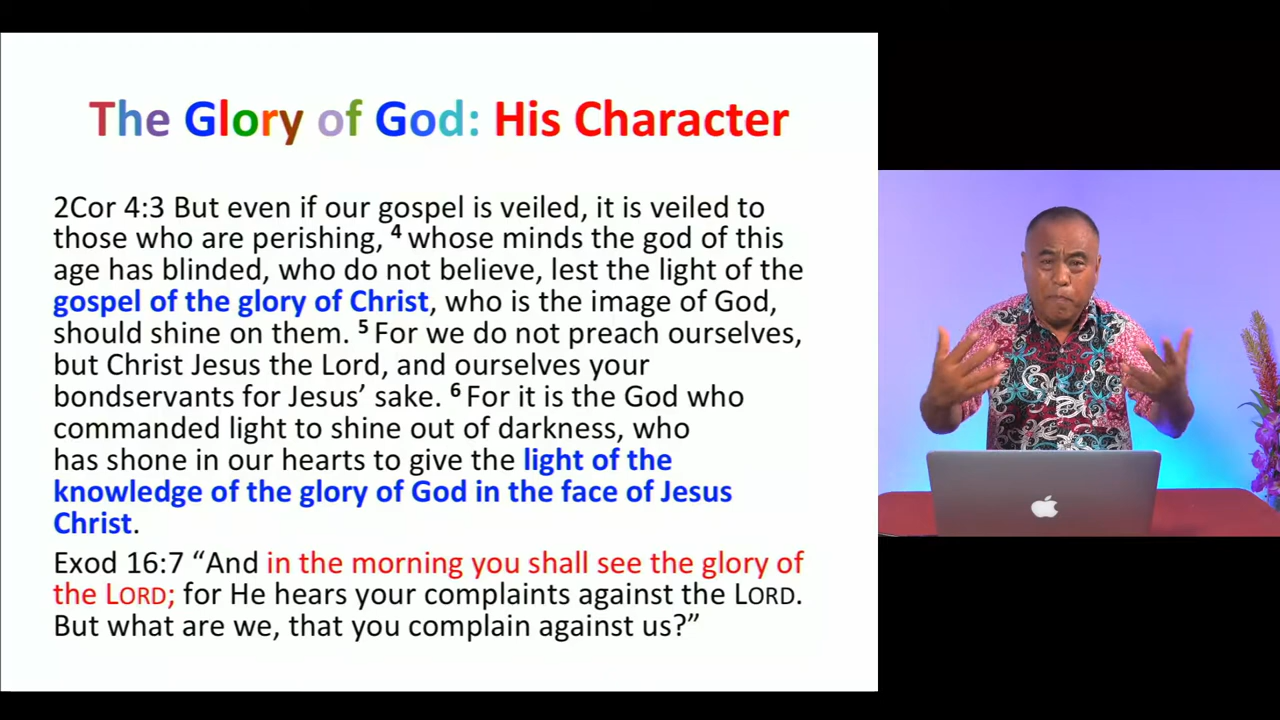 The Glory of God: His Character
2Cor 4:3 But even if our gospel is veiled, it is veiled to
those who are perishing, 4 whose minds the god of this
age has blinded, who do not believe, lest the light of the
gospel of the glory of Christ, who is the image of God,
should shine on them. 5 For we do not preach ourselves,
but Christ Jesus the Lord, and ourselves your
bondservants for Jesus’ sake. 6 For it is the God who
commanded light to shine out of darkness, who
has shone in our hearts to give the light of the
knowledge of the glory of God in the face of Jesus
Christ.
Exod 16:7 “And in the morning you shall see the glory of
the LORD; for He hears your complaints against the LORD.
But what are we, that you complain against us?”